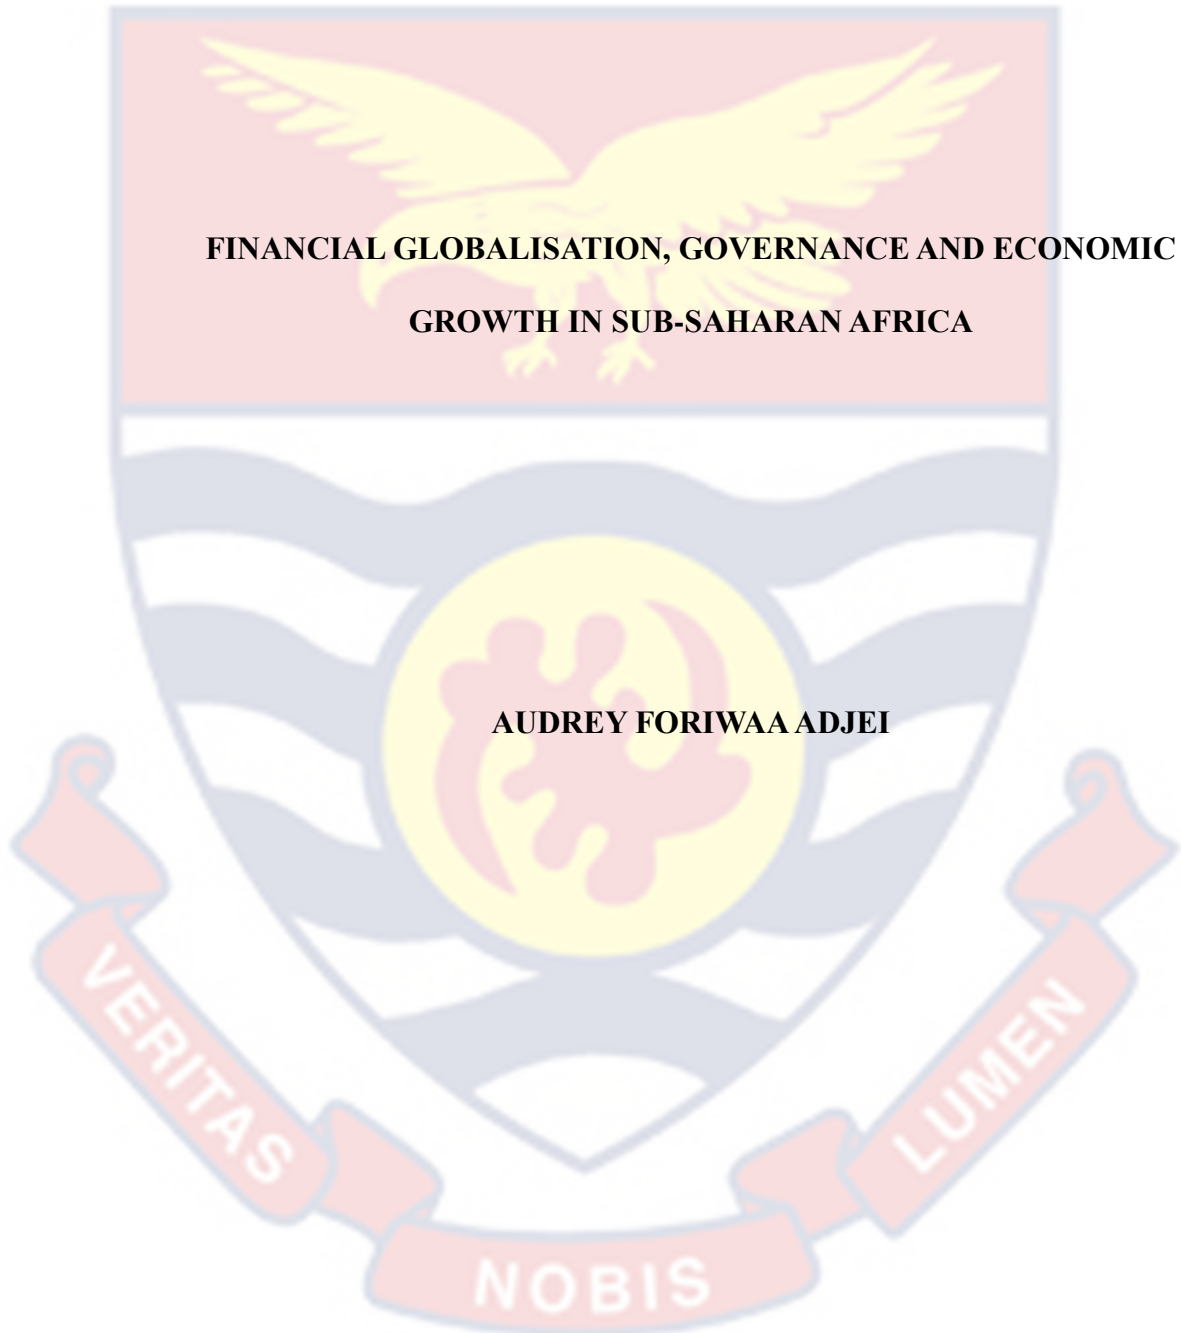 FINANCIAL GLOBALISATION, GOVERNANCE AND ECONOMIC
GROWTH IN SUB-SAHARAN AFRICA
AUDREY FORIWAA ADJEI
VERITAS
NOBIS
LUMEN